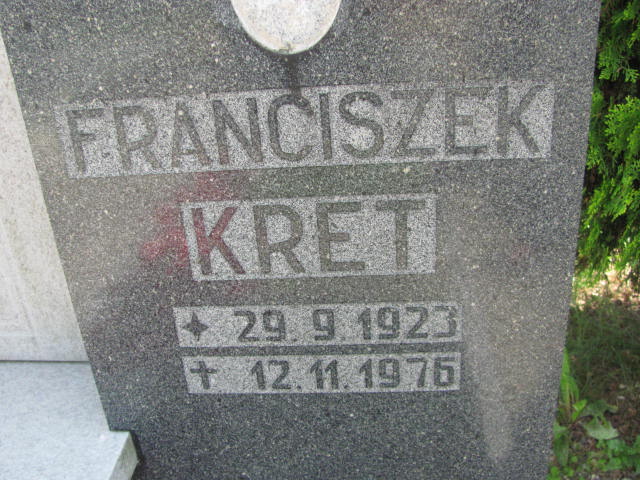 FRANCISZEK
KRET
✦ 29.9.1923
† 12.11.1976